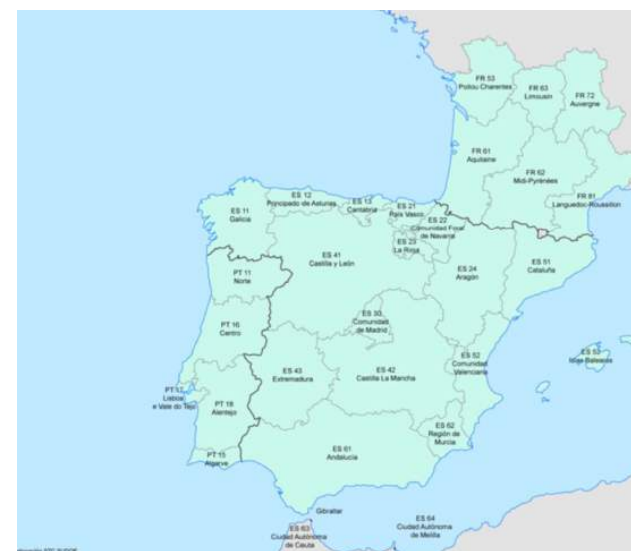 FR 53
Poitou Charentes
FR 63
Limousin
FR 72
Auvergne
FR 61
Aquitaine
FR 62
Midi-Pyrénées
FR 81
Languedoc-Roussillon
ES 11
Galicia
ES 12
Principado de Asturias
ES 13
Cantabria
ES 21
País Vasco
ES 22
Comunidad Foral
de Navarra
ES 23
La Rioja
ES 41
Castilla y León
ES 24
Aragón
ES 51
Cataluña
PT 11
Norte
PT 16
Centro
ES 30
Comunidad
de Madrid
ES 52
Comunidad
Valenciana
ES 53
Islas Baleares
ES 43
Extremadura
ES 42
Castilla La Mancha
PT 17
Lisboa
e Vale do Tejo
PT 18
Alentejo
ES 62
Región de
Murcia
PT 15
Algarve
ES 61
Andalucía
Gibraltar
ES 63
Ciudad Autónoma
de Ceuta
ES 64
Ciudad Autónoma
de Melilla